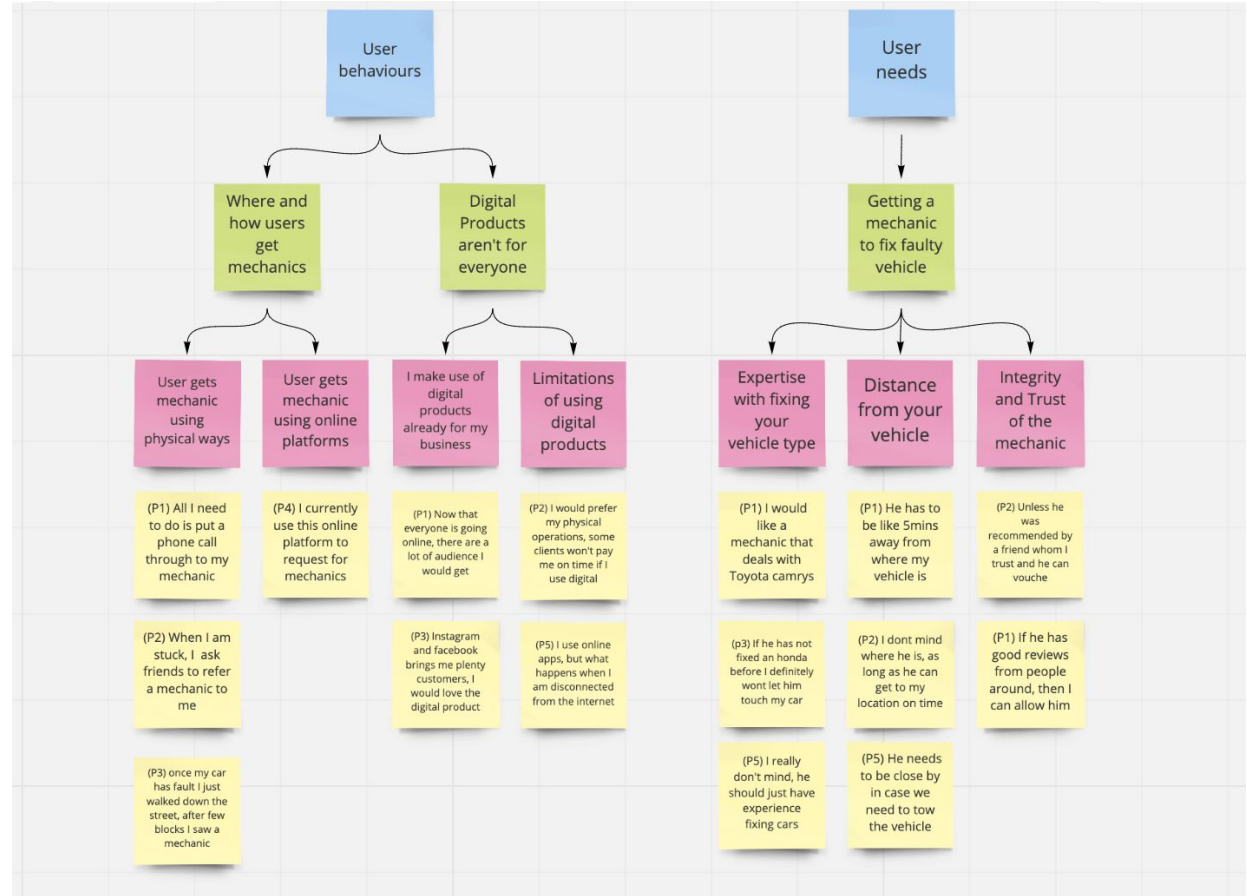 User
behaviours
User
needs
Where and
how users
get
mechanics
Digital
Products
aren't for
everyone
Getting a
mechanic
to fix faulty
vehicle
User gets
mechanic
using
physical ways
User gets
mechanic
using online
platforms
I make use of
digital
products
already for my
business
Limitations
of using
digital
products
Expertise
with fixing
your
vehicle type
Distance
from your
vehicle
Integrity
and Trust
of the
mechanic
(P1) All I need
to do is put a
phone call
through to my
mechanic
(P4) I currently
use this online
platform to
request for
mechanics
(P1) Now that
everyone is going
online, there are a
lot of audience I
would get
(P2) I would prefer
my physical
operations, some
clients won't pay
me on time if I
use digital
(P1) I would
like a
mechanic that
deals with
Toyota camrys
(P1) He has to
be like 5mins
away from
where my
vehicle is
(P2) Unless he
was
recommended by
a friend whom I
trust and he can
vouche
(P2) When I am
stuck, I  ask
friends to refer
a mechanic to
me
(P3) Instagram
and facebook
brings me plenty
customers, I
would love the
digital product
(P5) I use online
apps, but what
happens when I
am disconnected
from the internet
(p3) If he has not
fixed an honda
before I definitely
wont let him
touch my car
(P2) I dont mind
where he is, as
long as he can
get to my
location on time
(P1) If he has
good reviews
from people
around, then I
can allow him
(P3) once my car
has fault I just
walked down the
street, after few
blocks I saw a
mechanic
(P5) I really
don't mind, he
should just have
experience
fixing cars
(P5) He needs
to be close by
in case we
need to tow
the vehicle